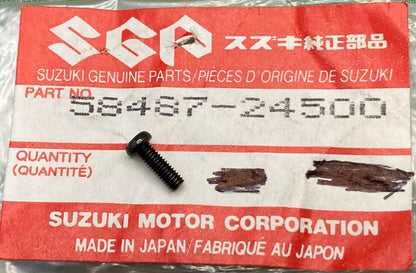 SGP スズキ純正部品
SUZUKI GENUINE PARTS/PIÈCES D'ORIGINE DE SUZUKI
PART NO.
58487-24500
QUANTITY
(QUANTITÉ)
SUZUKI MOTOR CORPORATION
MADE IN JAPAN/FABRIQUÉ AU JAPON